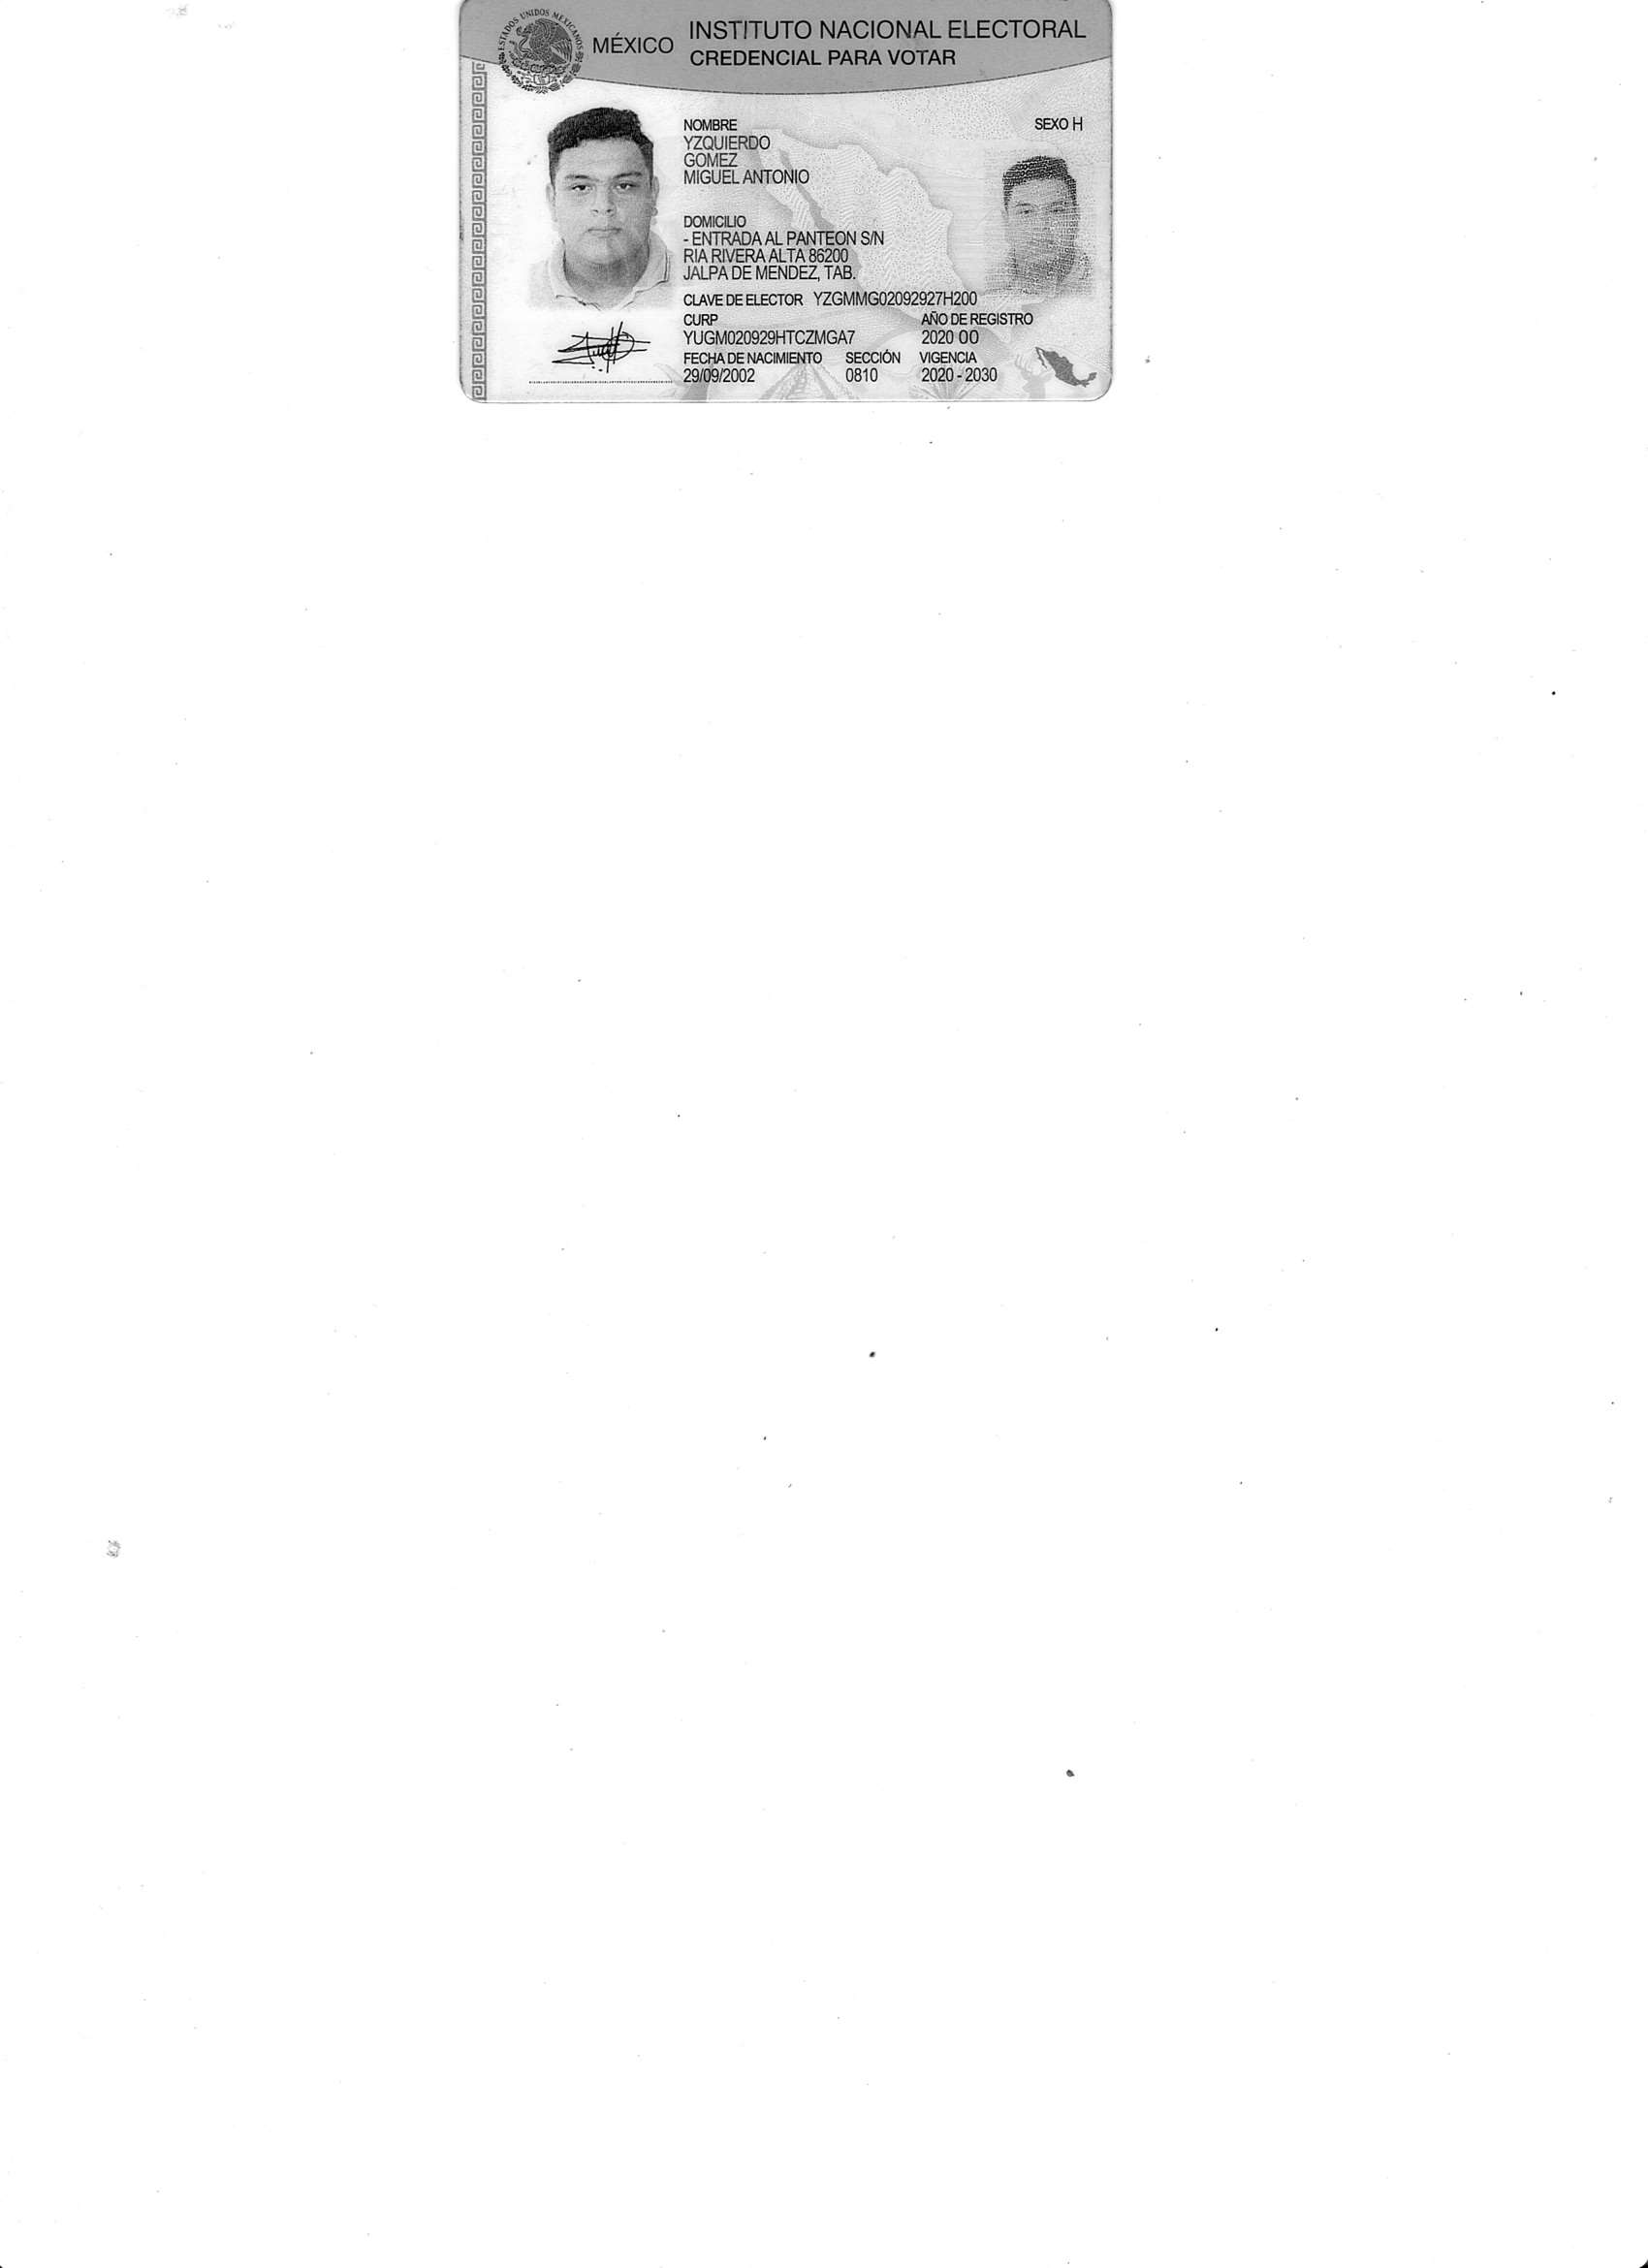 ESTADOS UNIDOS MEXICANOS
MÉXICO
INSTITUTO NACIONAL ELECTORAL
CREDENCIAL PARA VOTAR
NOMBRE
SEXO H
YZQUIERDO
GOMEZ
MIGUEL ANTONIO
DOMICILIO
- ENTRADA AL PANTEON S/N
RIA RIVERA ALTA 86200
JALPA DE MENDEZ, TAB.
CLAVE DE ELECTOR YZGMMG02092927H200
CURP AÑO DE REGISTRO
YUGM020929HTCZMGA7 2020 00
FECHA DE NACIMIENTO SECCIÓN VIGENCIA
29/09/2002 0810 2020 - 2030